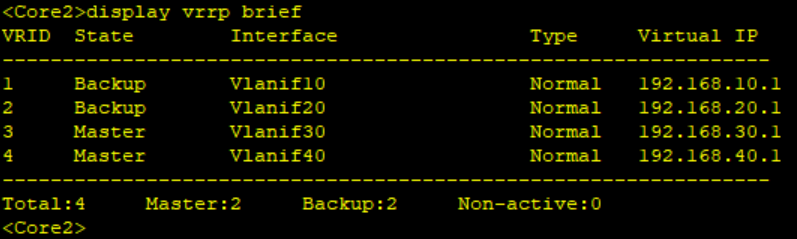 <Core2>display vrrp brief
VRID  State        Interface                Type     Virtual IP
----------------------------------------------------------------
1     Backup       Vlanif10                 Normal   192.168.10.1
2     Backup       Vlanif20                 Normal   192.168.20.1
3     Master       Vlanif30                 Normal   192.168.30.1
4     Master       Vlanif40                 Normal   192.168.40.1
----------------------------------------------------------------
Total:4     Master:2     Backup:2     Non-active:0
<Core2>